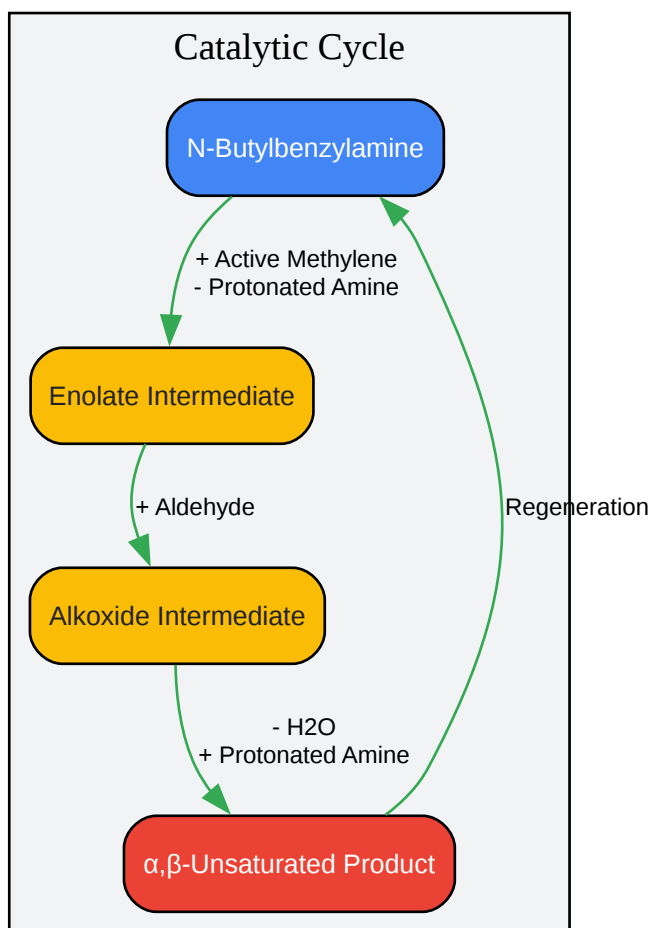 Catalytic Cycle
N-Butylbenzylamine
+ Active Methylene
- Protonated Amine
Enolate Intermediate
+ Aldehyde
Regeneration
Alkoxide Intermediate
- H2O
+ Protonated Amine
α,β-Unsaturated Product